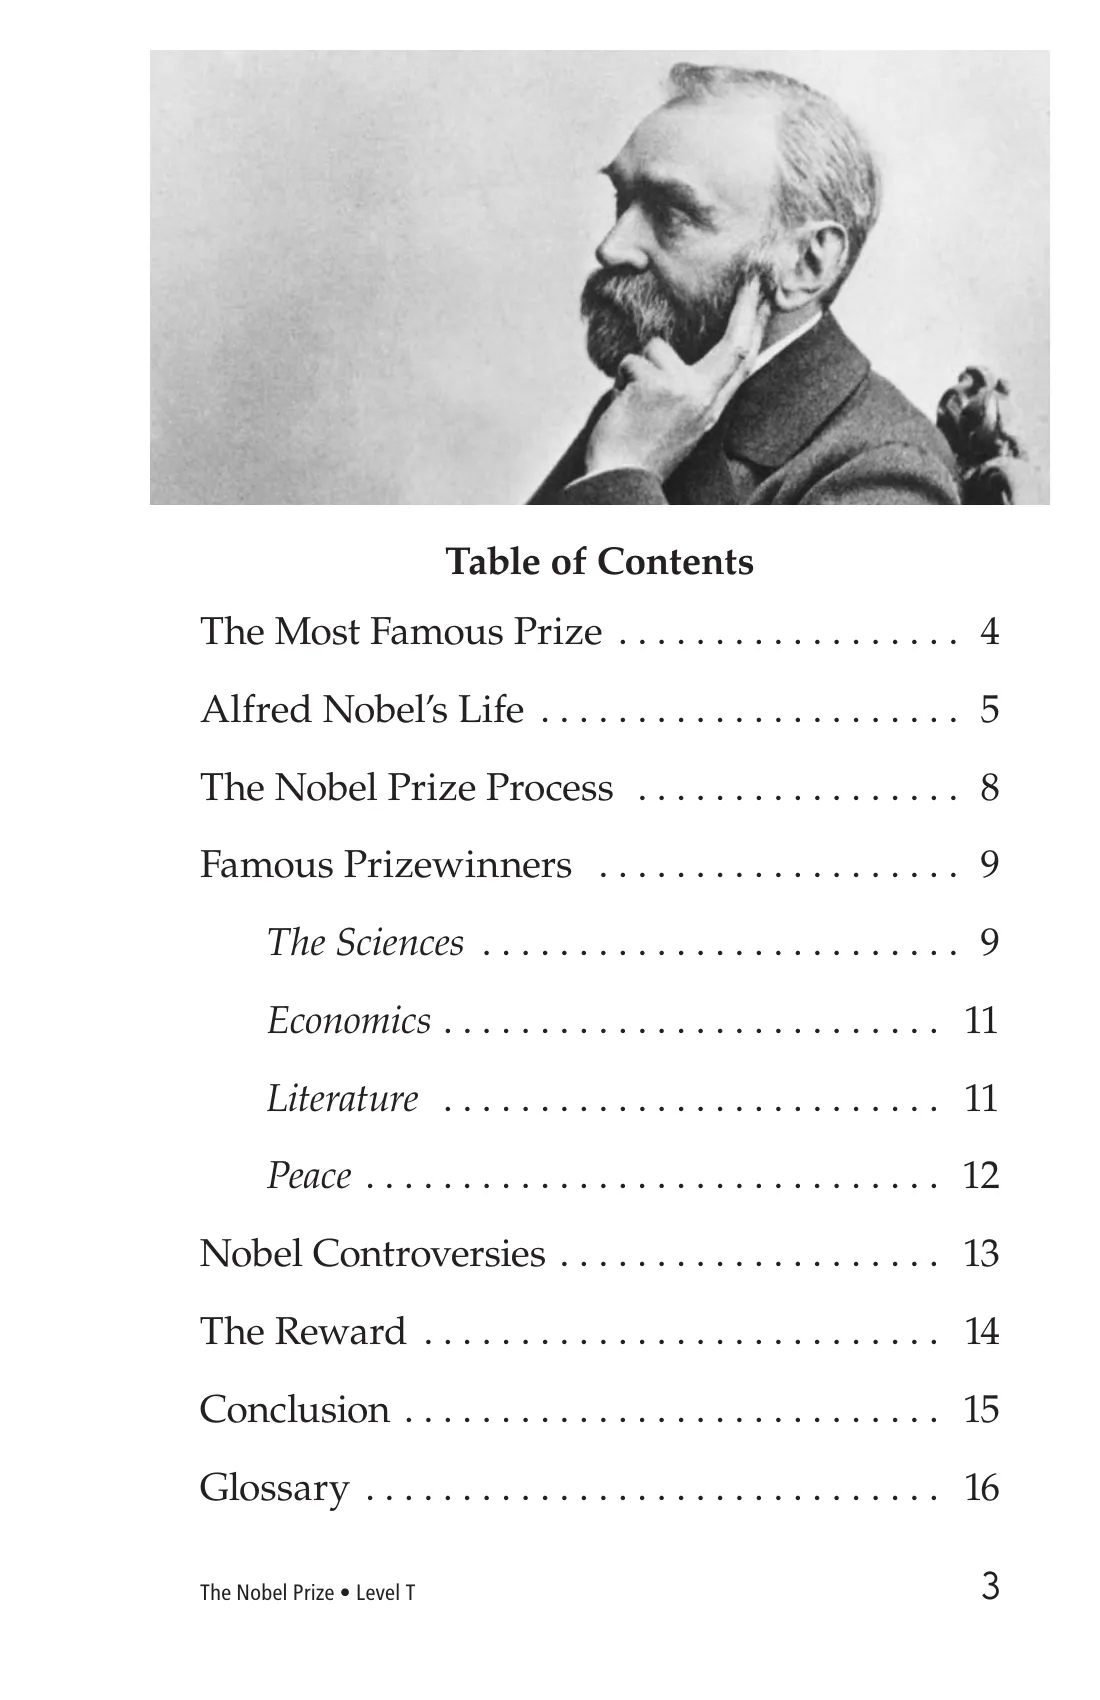 Table of Contents
The Most Famous Prize . . . . . . . . . . . . . . . . . . 4
Alfred Nobel’s Life . . . . . . . . . . . . . . . . . . . . . . 5
The Nobel Prize Process . . . . . . . . . . . . . . . . . 8
Famous Prizewinners . . . . . . . . . . . . . . . . . . . 9
The Sciences . . . . . . . . . . . . . . . . . . . . . . . . . 9
Economics . . . . . . . . . . . . . . . . . . . . . . . . . . 11
Literature . . . . . . . . . . . . . . . . . . . . . . . . . . 11
Peace . . . . . . . . . . . . . . . . . . . . . . . . . . . . . . 12
Nobel Controversies . . . . . . . . . . . . . . . . . . . . 13
The Reward . . . . . . . . . . . . . . . . . . . . . . . . . . . 14
Conclusion . . . . . . . . . . . . . . . . . . . . . . . . . . . . 15
Glossary . . . . . . . . . . . . . . . . . . . . . . . . . . . . . . 16
The Nobel Prize • Level T 3